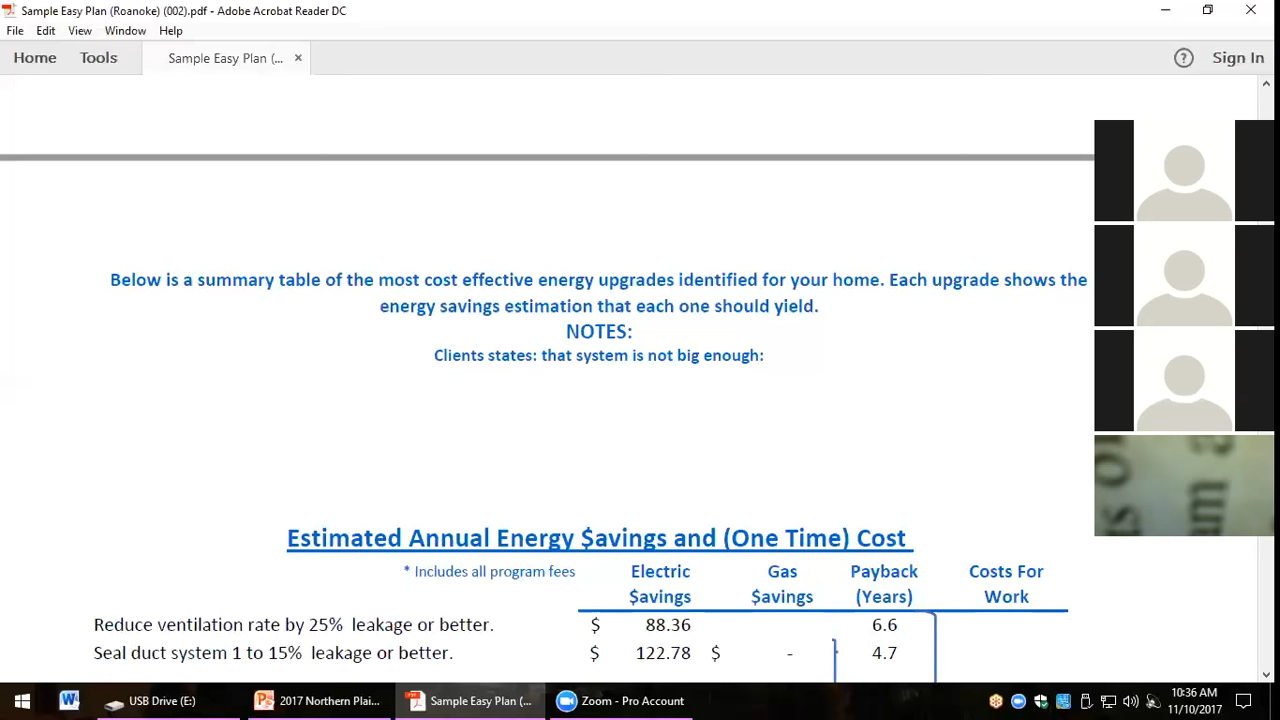 Sample Easy Plan (Roanoke) (002).pdf - Adobe Acrobat Reader DC
File Edit View Window Help
Home Tools Sample Easy Plan (... × ? Sign In
Below is a summary table of the most cost effective energy upgrades identified for your home. Each upgrade shows the
energy savings estimation that each one should yield.
NOTES:
Clients states: that system is not big enough:
Estimated Annual Energy $avings and (One Time) Cost
* Includes all program fees Electric Gas Payback Costs For
$avings $avings (Years) Work
Reduce ventilation rate by 25% leakage or better. $ 88.36 6.6
Seal duct system 1 to 15% leakage or better. $ 122.78 $ - 4.7
USB Drive (E:) 2017 Northern Plai... Sample Easy Plan (... Zoom - Pro Account 10:36 AM
11/10/2017